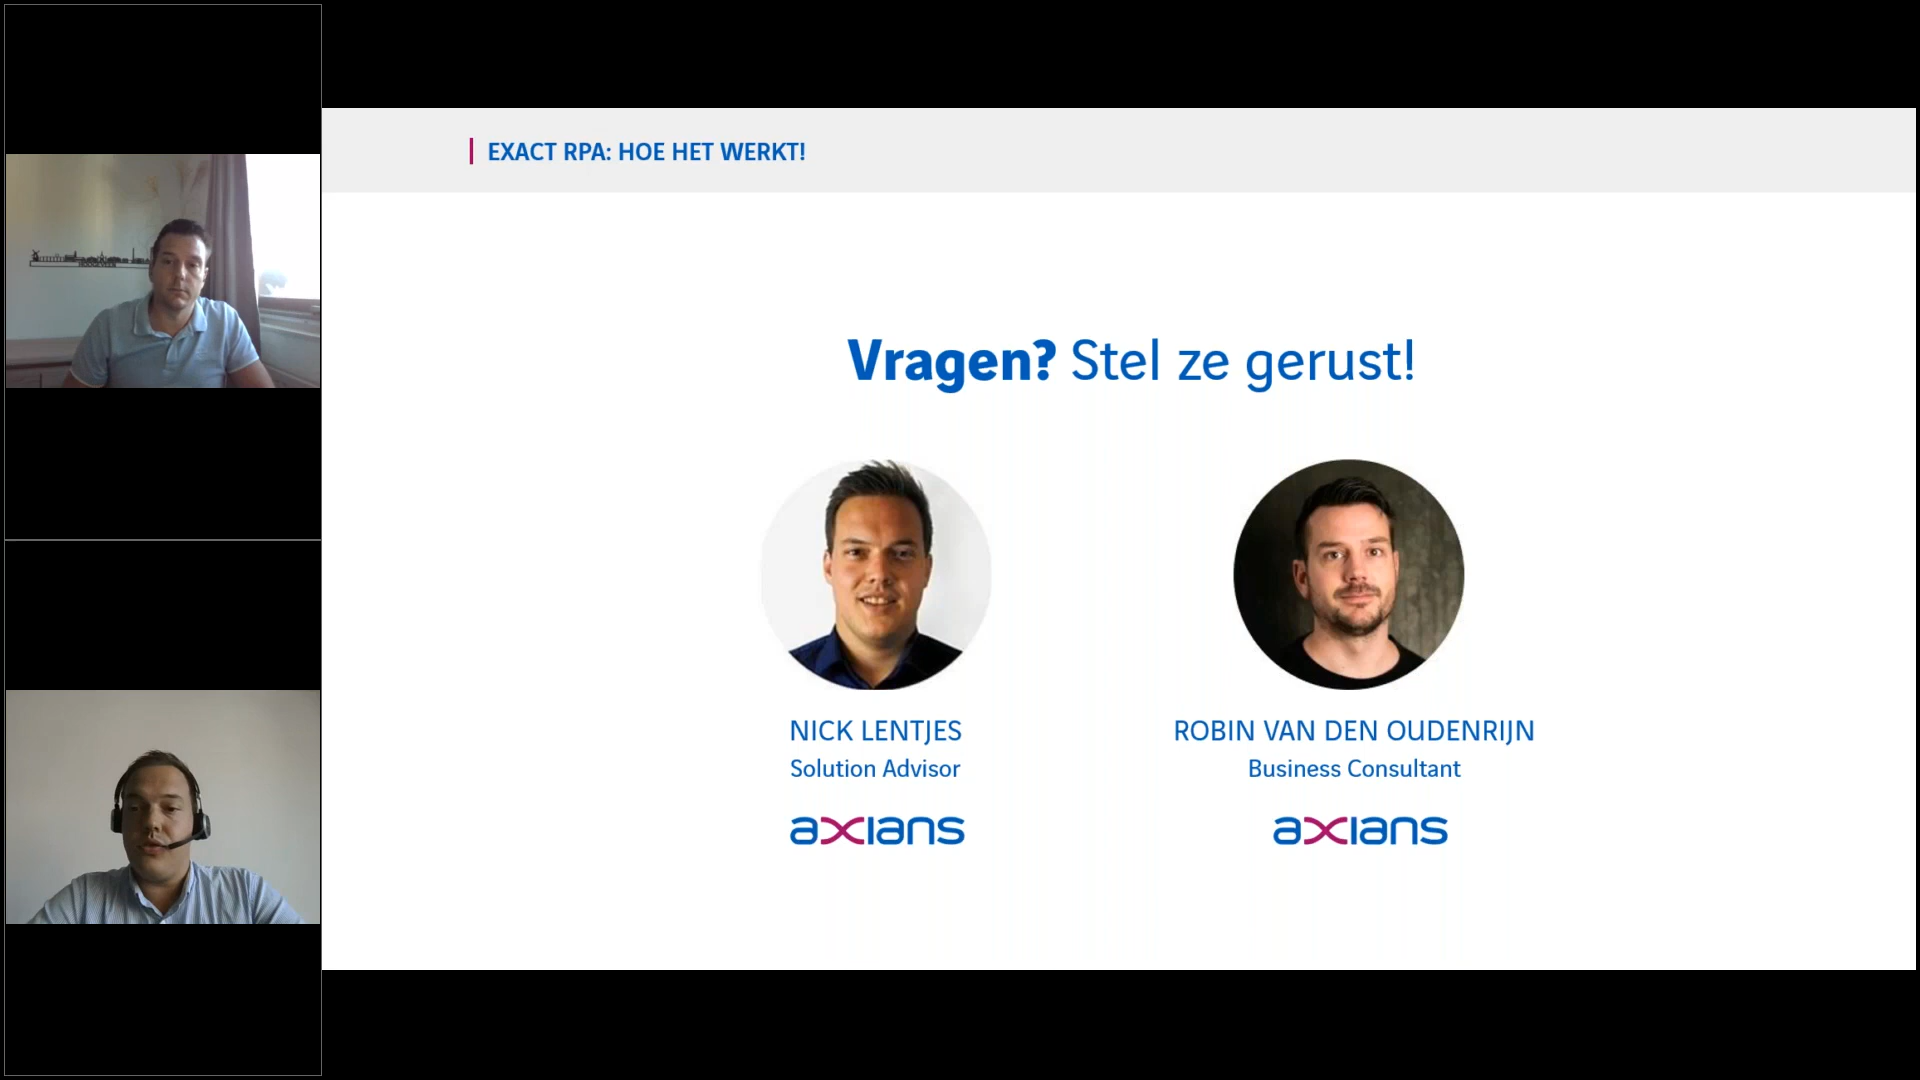 EXACT RPA: HOE HET WERKT!
Vragen? Stel ze gerust!
NICK LENTJES
Solution Advisor
axians
ROBIN VAN DEN OUDENRIJN
Business Consultant
axians